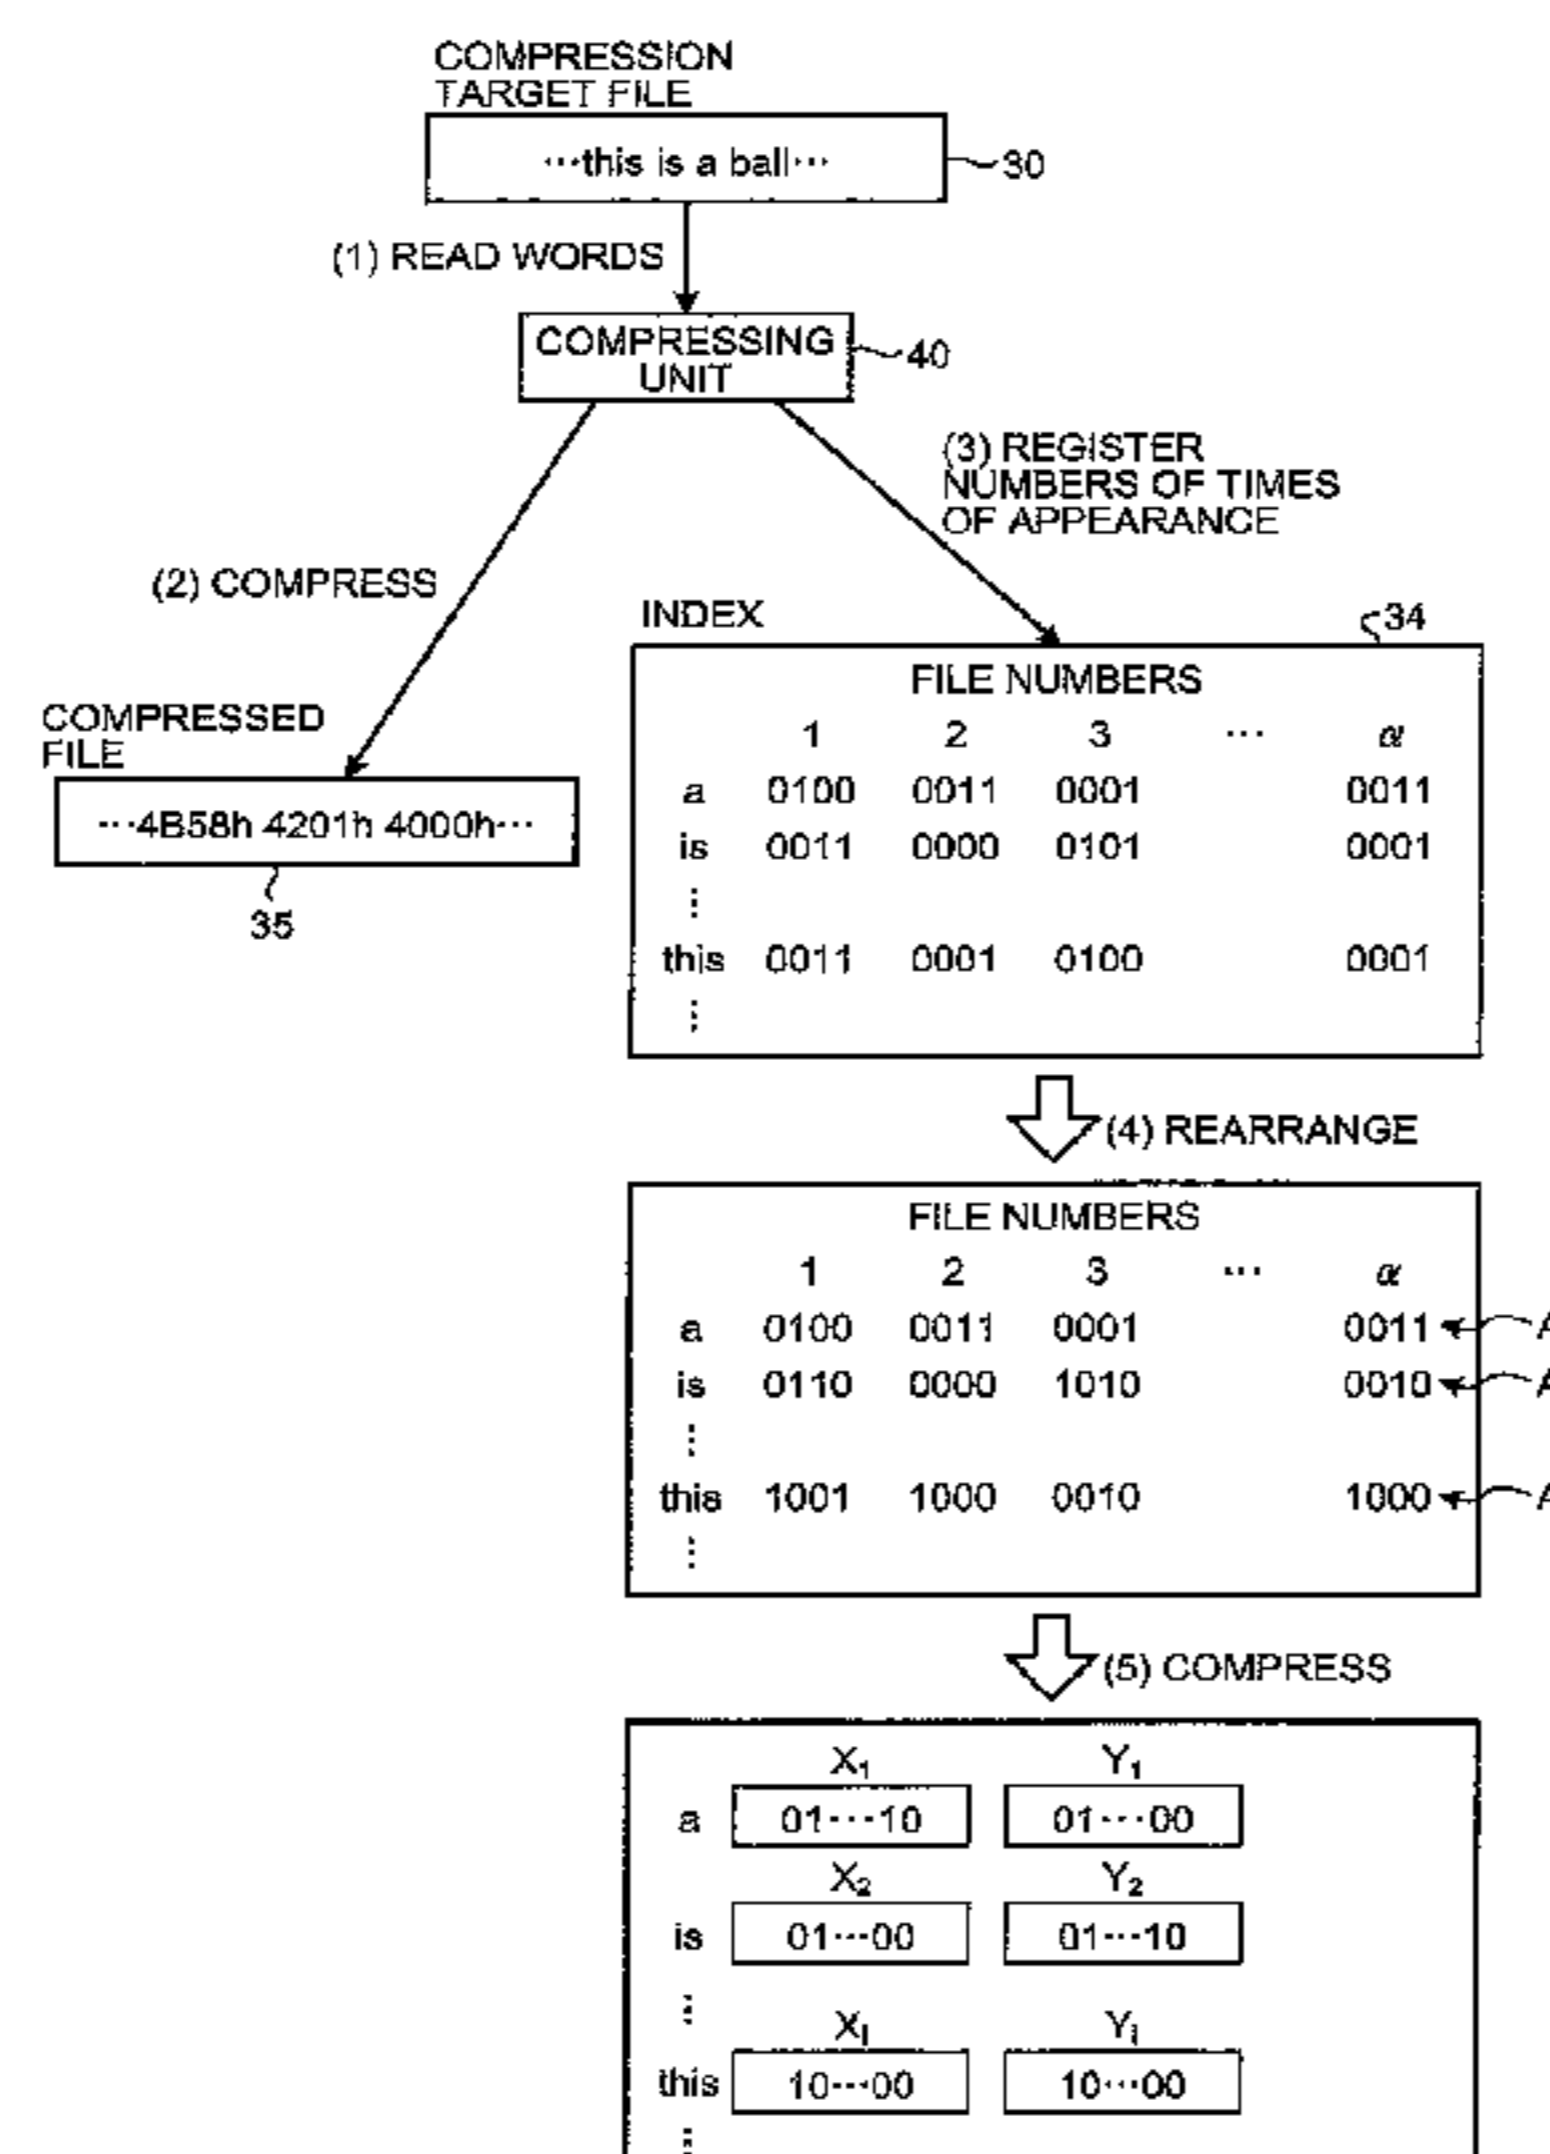 COMPRESSION
TARGET FILE
···this is a ball···
30
(1) READ WORDS
COMPRESSING
UNIT
40
(3) REGISTER
NUMBERS OF TIMES
OF APPEARANCE
(2) COMPRESS
INDEX
34
COMPRESSED
FILE
···4B58h 4201h 4000h···
35
FILE NUMBERS
1 2 3 ··· α
a 0100 0011 0001 0011
is 0011 0000 0101 0001
⋮
this 0011 0001 0100 0001
⋮
(4) REARRANGE
FILE NUMBERS
1 2 3 ··· α
a 0100 0011 0001 0011 A
is 0110 0000 1010 0010 A
⋮
this 1001 1000 0010 1000 A
⋮
(5) COMPRESS
X₁ Y₁
a 01···10 01···00
X₂ Y₂
is 01···00 01···10
⋮
Xᵢ Yᵢ
this 10···00 10···00
⋮